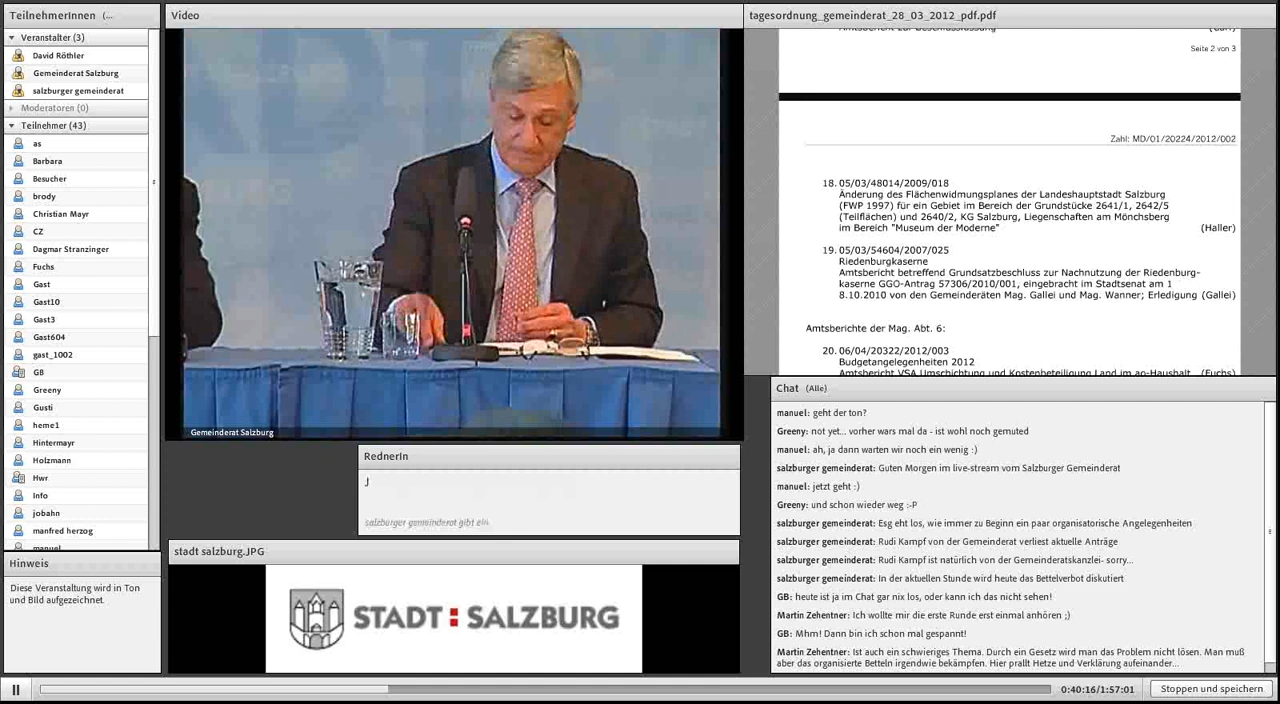 TeilnehmerInnen (...
Veranstalter (3)
David Röthler
Gemeinderat Salzburg
salzburger gemeinderat
Moderatoren (0)
Teilnehmer (43)
as
Barbara
Besucher
brody
Christian Mayr
CZ
Dagmar Stranzinger
Fuchs
Gast
Gast10
Gast3
Gast604
gast_1002
GB
Greeny
Gusti
heme1
Hintermayr
Holzmann
Hwr
Info
jobahn
manfred herzog
manuel
Hinweis
Diese Veranstaltung wird in Ton
und Bild aufgezeichnet.
Video
Gemeinderat Salzburg
RednerIn
J
salzburger gemeinderat gibt ein
stadt salzburg.JPG
STADT : SALZBURG
tagesordnung_gemeinderat_28_03_2012_pdf.pdf
Amtsbericht zur Beschlussfassung
Seite 2 von 3
Zahl: MD/01/20224/2012/002
18. 05/03/48014/2009/018
Änderung des Flächenwidmungsplanes der Landeshauptstadt Salzburg
(FWP 1997) für ein Gebiet im Bereich der Grundstücke 2641/1, 2642/5
(Teilflächen) und 2640/2, KG Salzburg, Liegenschaften am Mönchsberg
im Bereich "Museum der Moderne" (Haller)
19. 05/03/54604/2007/025
Riedenburgkaserne
Amtsbericht betreffend Grundsatzbeschluss zur Nachnutzung der Riedenburg-
kaserne GGO-Antrag 57306/2010/001, eingebracht im Stadtsenat am 1
8.10.2010 von den Gemeinderäten Mag. Gallei und Mag. Wanner; Erledigung (Gallei)
Amtsberichte der Mag. Abt. 6:
20. 06/04/20322/2012/003
Budgetangelegenheiten 2012
Amtsbericht VSA Umschichtung und Kostenbeteiligung Land im ao-Haushalt (Fuchs)
Chat (Alle)
manuel: geht der ton?
Greeny: not yet... vorher wars mal da - ist wohl noch gemuted
manuel: ah, ja dann warten wir noch ein wenig :)
salzburger gemeinderat: Guten Morgen im live-stream vom Salzburger Gemeinderat
manuel: jetzt geht :)
Greeny: und schon wieder weg :-P
salzburger gemeinderat: Esg eht los, wie immer zu Beginn ein paar organisatorische Angelegenheiten
salzburger gemeinderat: Rudi Kampf von der Gemeinderat verliest aktuelle Anträge
salzburger gemeinderat: Rudi Kampf ist natürlich von der Gemeinderatskanzlei- sorry...
salzburger gemeinderat: In der aktuellen Stunde wird heute das Bettelverbot diskutiert
GB: heute ist ja im Chat gar nix los, oder kann ich das nicht sehen!
Martin Zehentner: Ich wollte mir die erste Runde erst einmal anhören ;)
GB: Mhm! Dann bin ich schon mal gespannt!
Martin Zehentner: Ist auch ein schwieriges Thema. Durch ein Gesetz wird man das Problem nicht lösen. Man muß
aber das organisierte Betteln irgendwie bekämpfen. Hier prallt Hetze und Verklärung aufeinander...
0:40:16/1:57:01
Stoppen und speichern